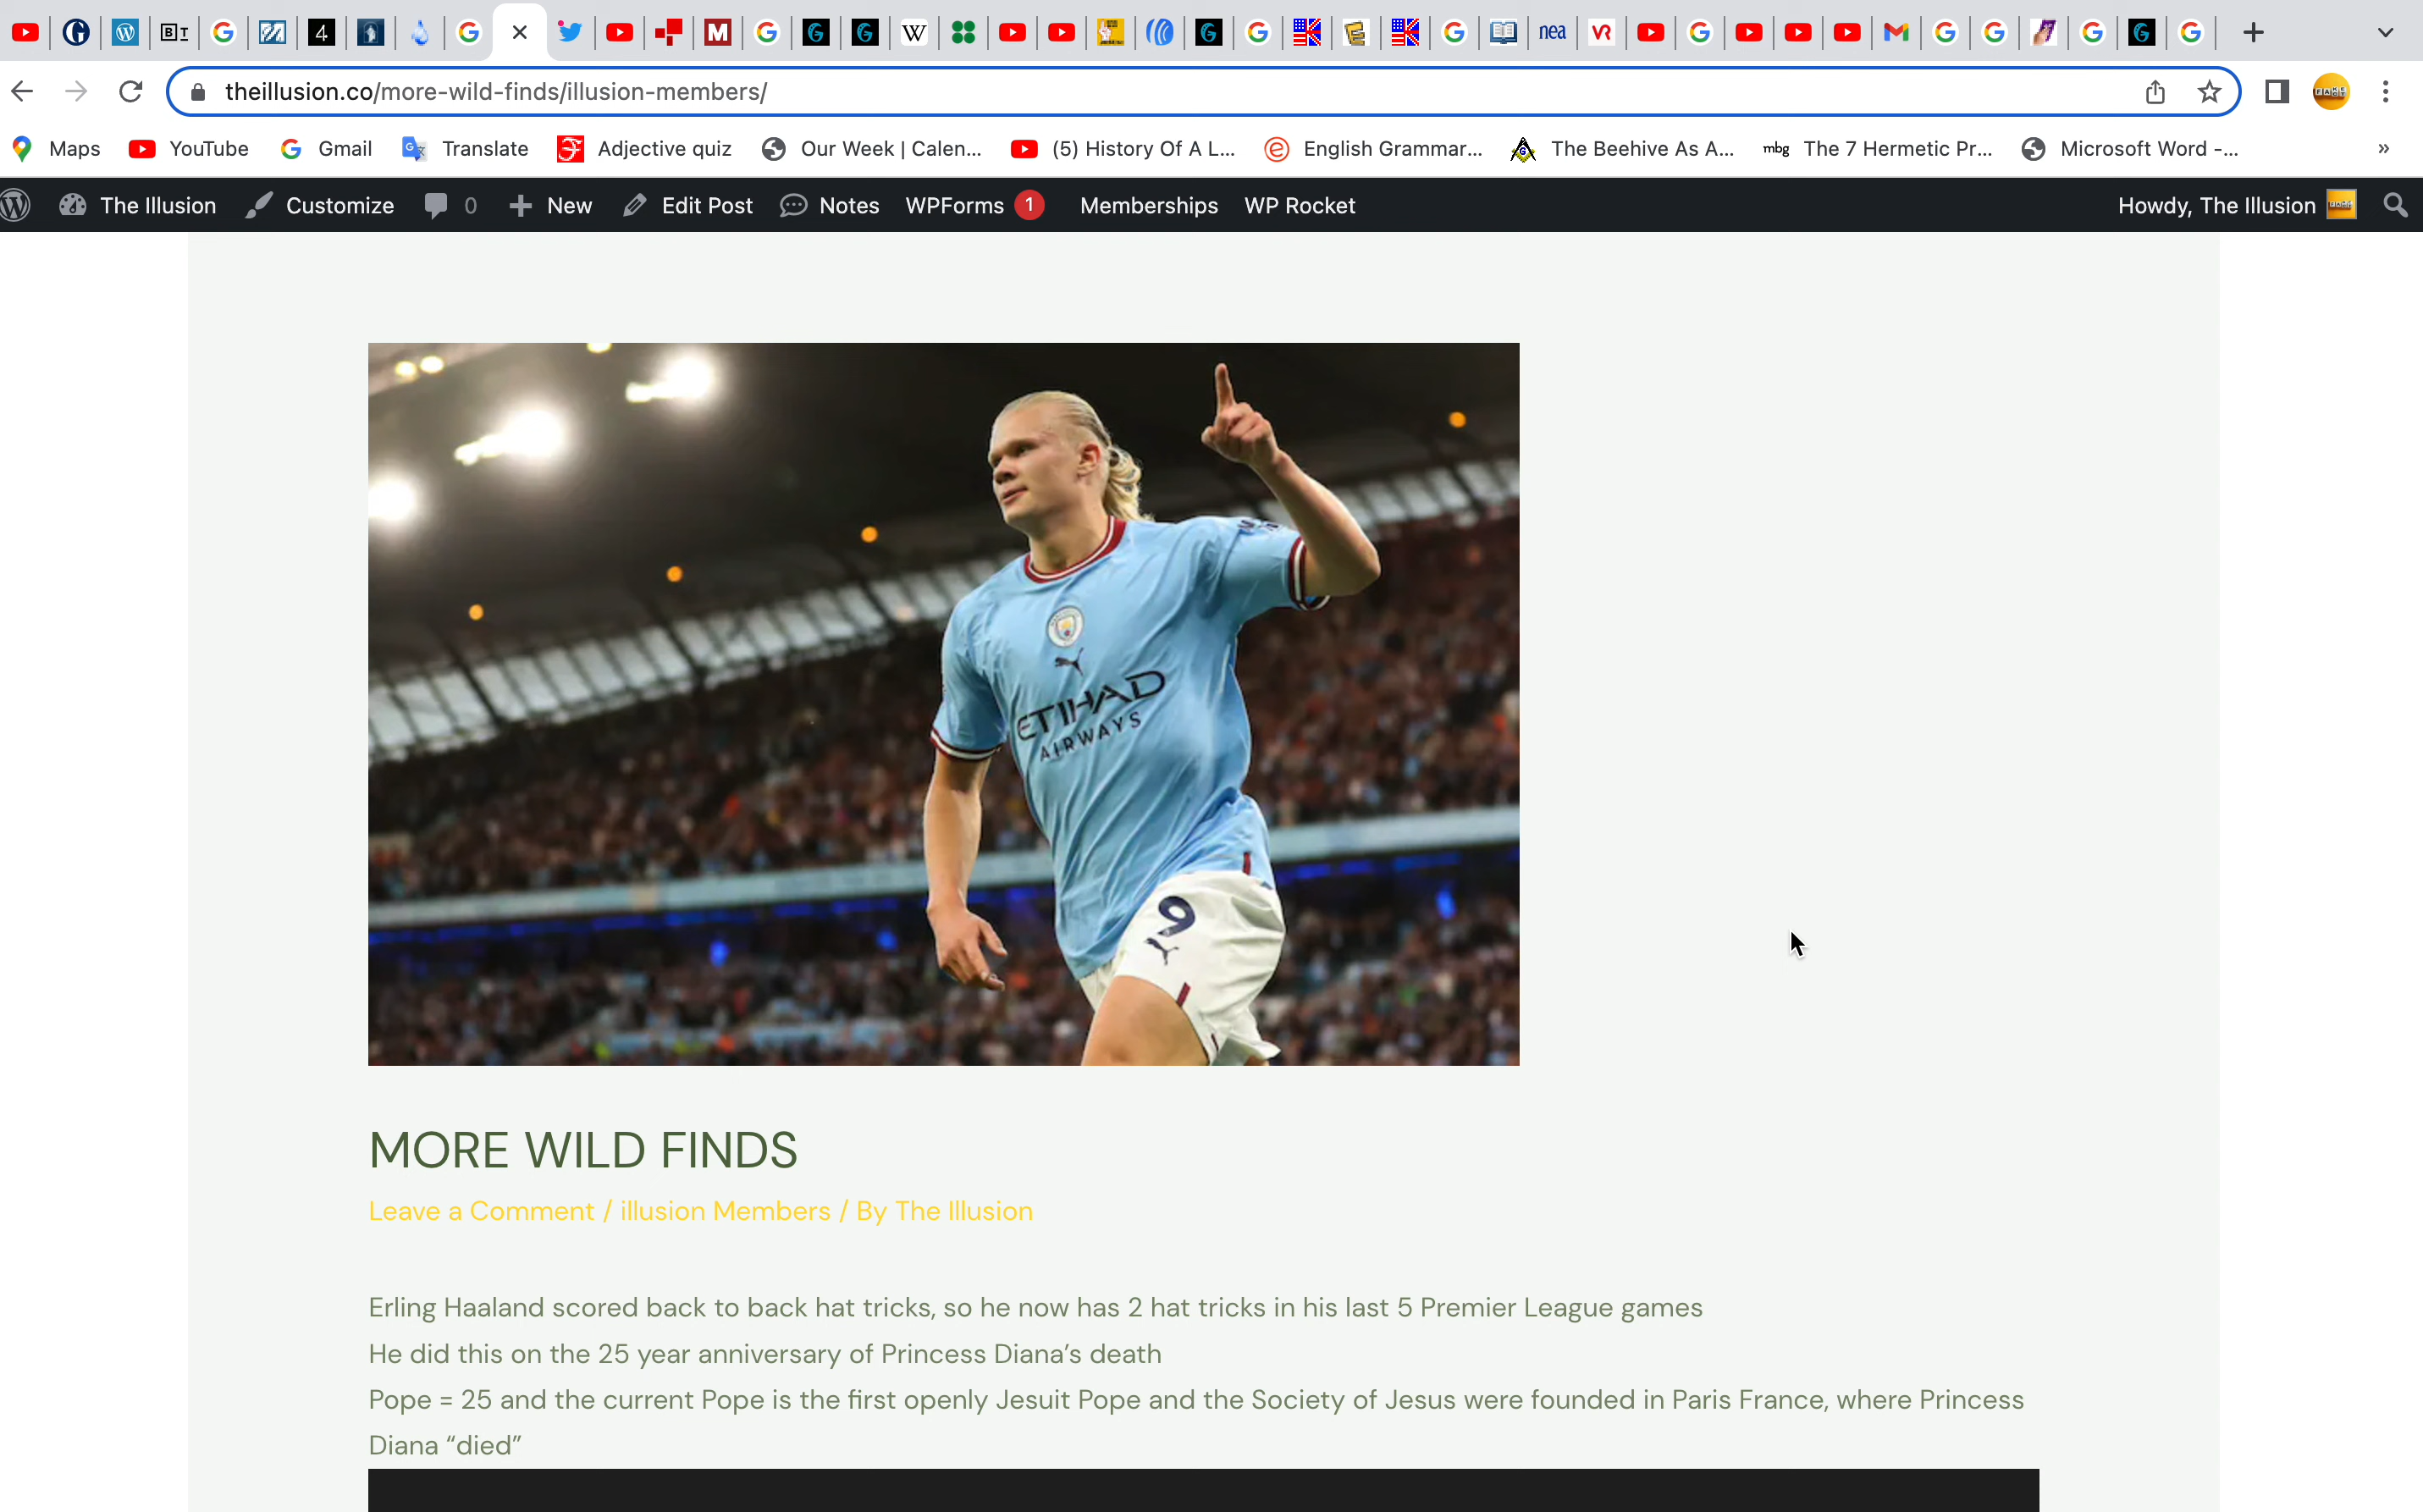 BIT
4
M
W
nea
VR
theillusion.co/more-wild-finds/illusion-members/
Maps
YouTube
Gmail
Translate
Adjective quiz
Our Week | Calen...
(5) History Of A L...
English Grammar...
The Beehive As A...
mbg
The 7 Hermetic Pr...
Microsoft Word -...
»
The Illusion
Customize
0
New
Edit Post
Notes
WPForms 1
Memberships
WP Rocket
Howdy, The Illusion
ETIHAD
AIRWAYS
9
MORE WILD FINDS
Leave a Comment / illusion Members / By The Illusion
Erling Haaland scored back to back hat tricks, so he now has 2 hat tricks in his last 5 Premier League games
He did this on the 25 year anniversary of Princess Diana’s death
Pope = 25 and the current Pope is the first openly Jesuit Pope and the Society of Jesus were founded in Paris France, where Princess
Diana “died”